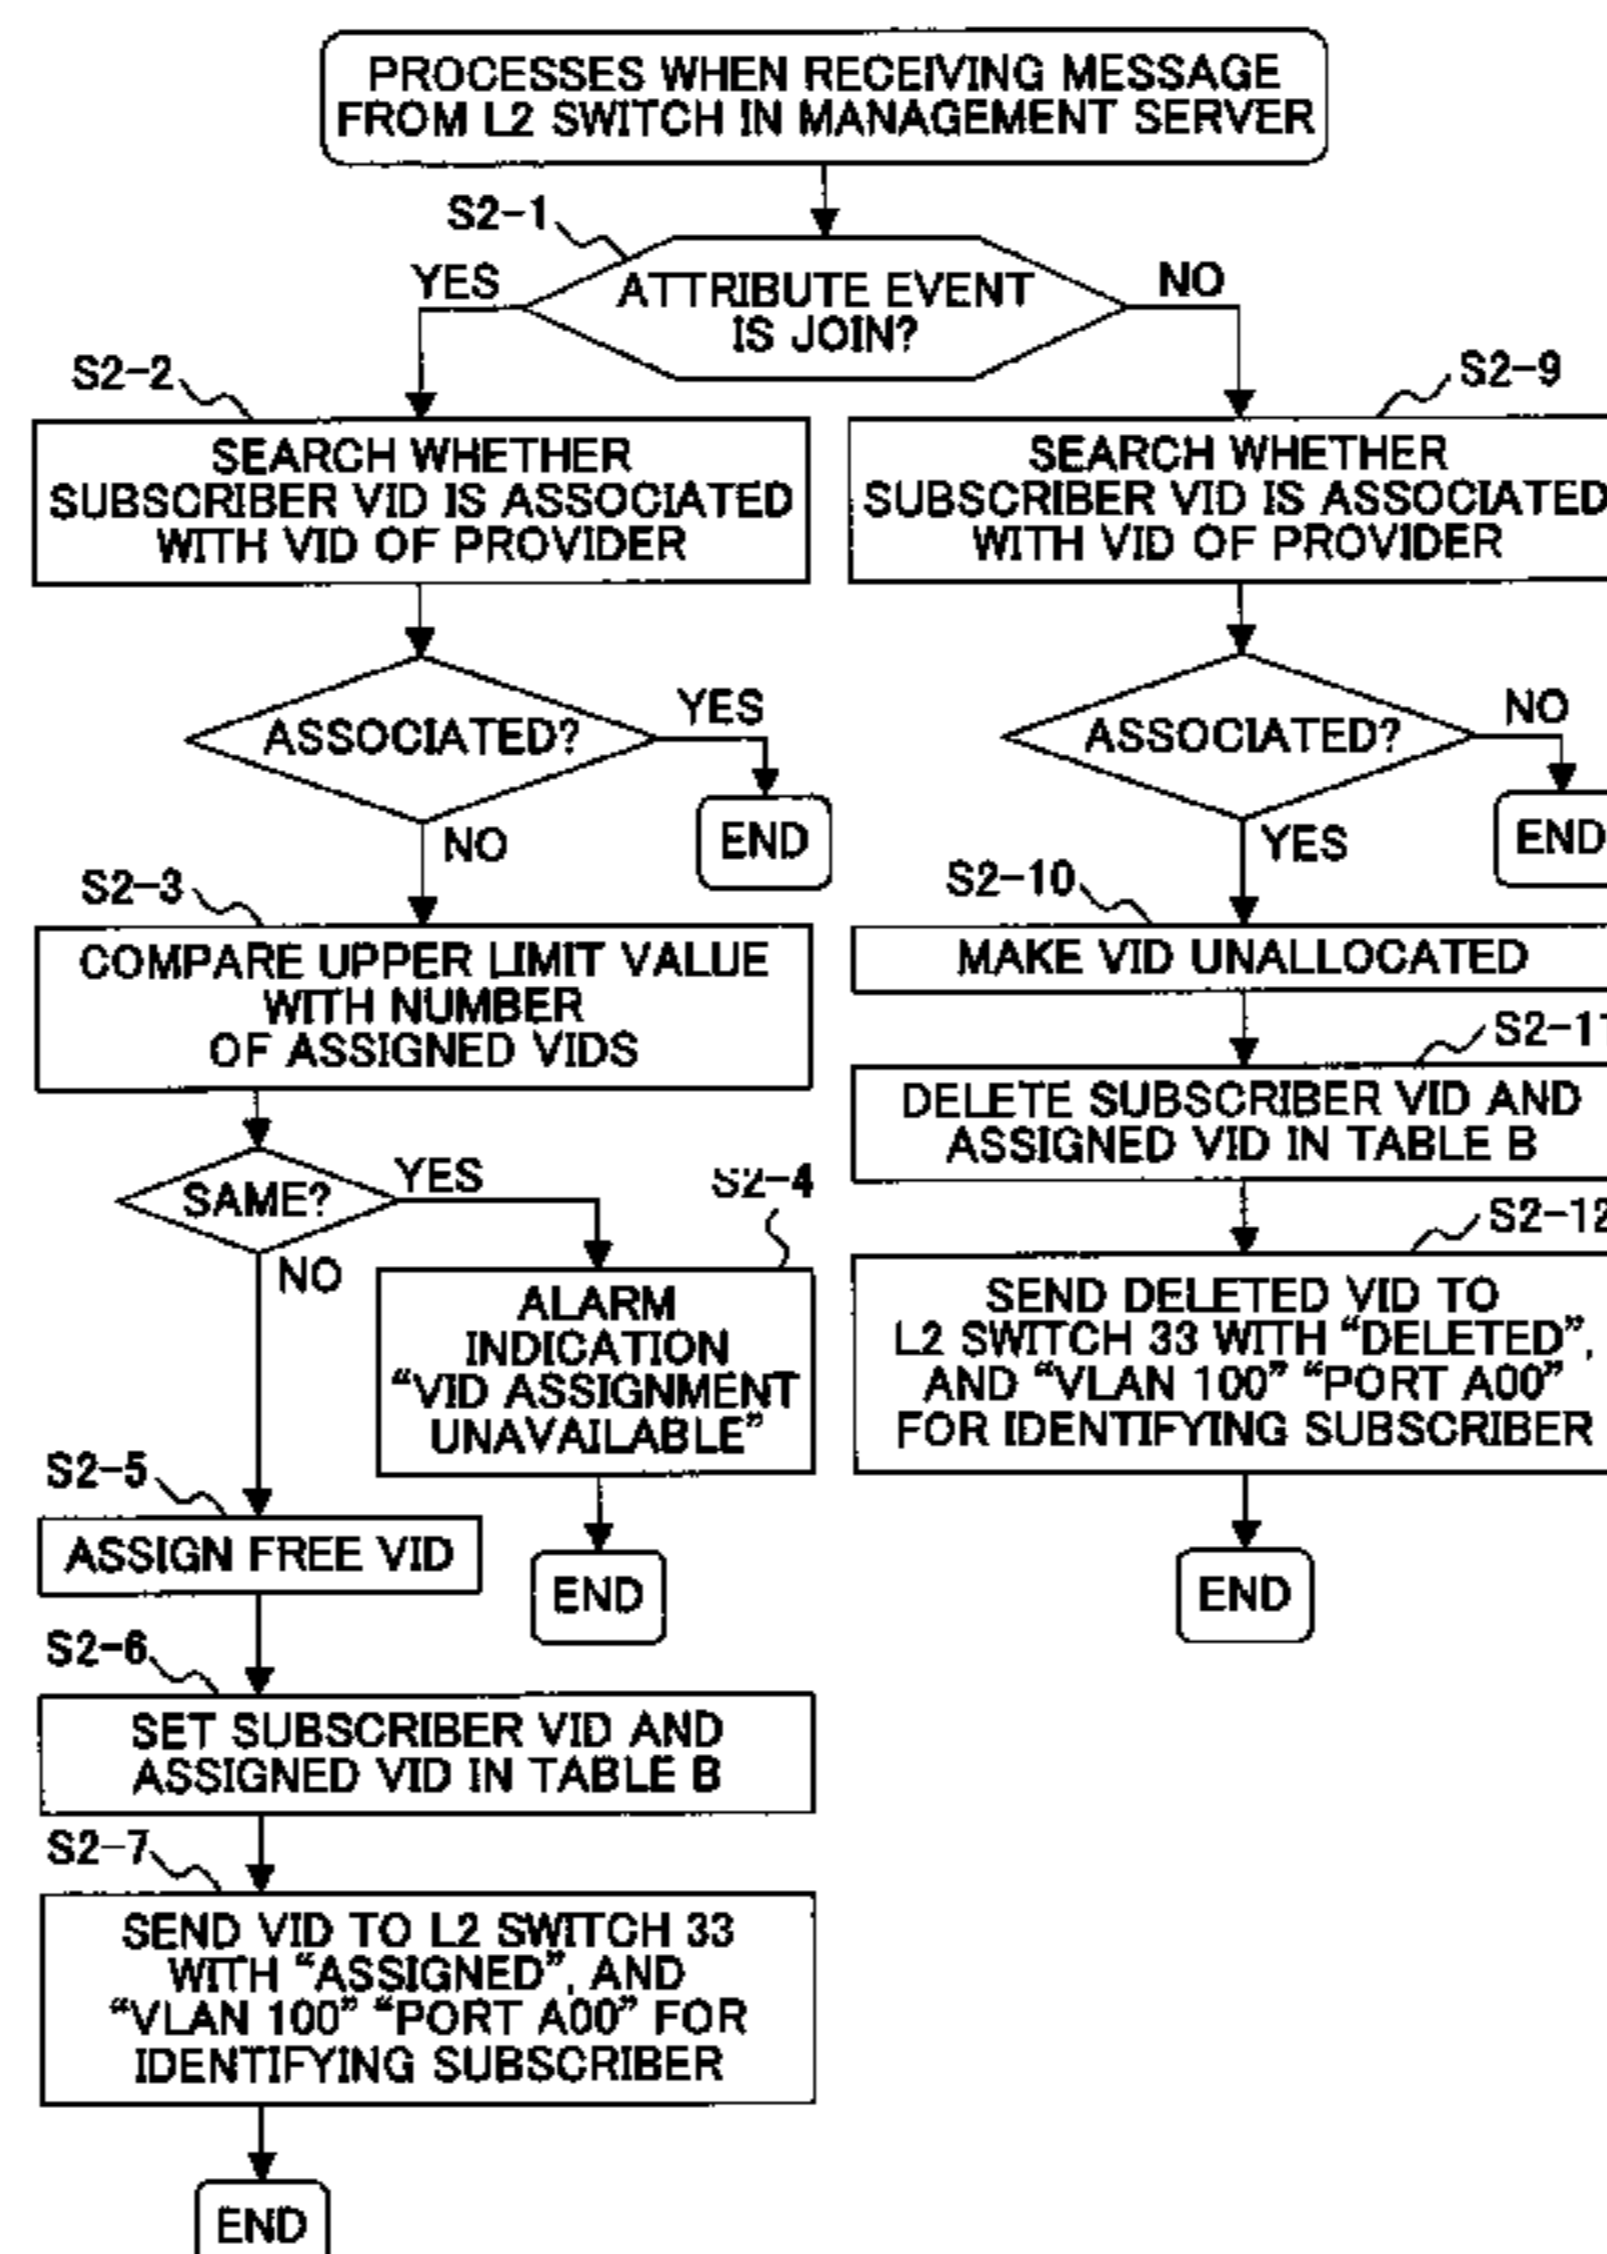 PROCESSES WHEN RECEIVING MESSAGE
FROM L2 SWITCH IN MANAGEMENT SERVER
S2-1
YES
ATTRIBUTE EVENT
IS JOIN?
NO
S2-2
SEARCH WHETHER
SUBSCRIBER VID IS ASSOCIATED
WITH VID OF PROVIDER
ASSOCIATED?
YES
END
NO
S2-3
COMPARE UPPER LIMIT VALUE
WITH NUMBER
OF ASSIGNED VIDS
SAME?
YES
S2-4
NO
ALARM
INDICATION
“VID ASSIGNMENT
UNAVAILABLE”
END
S2-5
ASSIGN FREE VID
S2-6
SET SUBSCRIBER VID AND
ASSIGNED VID IN TABLE B
S2-7
SEND VID TO L2 SWITCH 33
WITH “ASSIGNED”, AND
“VLAN 100” “PORT A00” FOR
IDENTIFYING SUBSCRIBER
END
S2-9
SEARCH WHETHER
SUBSCRIBER VID IS ASSOCIATED
WITH VID OF PROVIDER
ASSOCIATED?
NO
END
YES
S2-10
MAKE VID UNALLOCATED
S2-11
DELETE SUBSCRIBER VID AND
ASSIGNED VID IN TABLE B
S2-12
SEND DELETED VID TO
L2 SWITCH 33 WITH “DELETED”,
AND “VLAN 100” “PORT A00”
FOR IDENTIFYING SUBSCRIBER
END